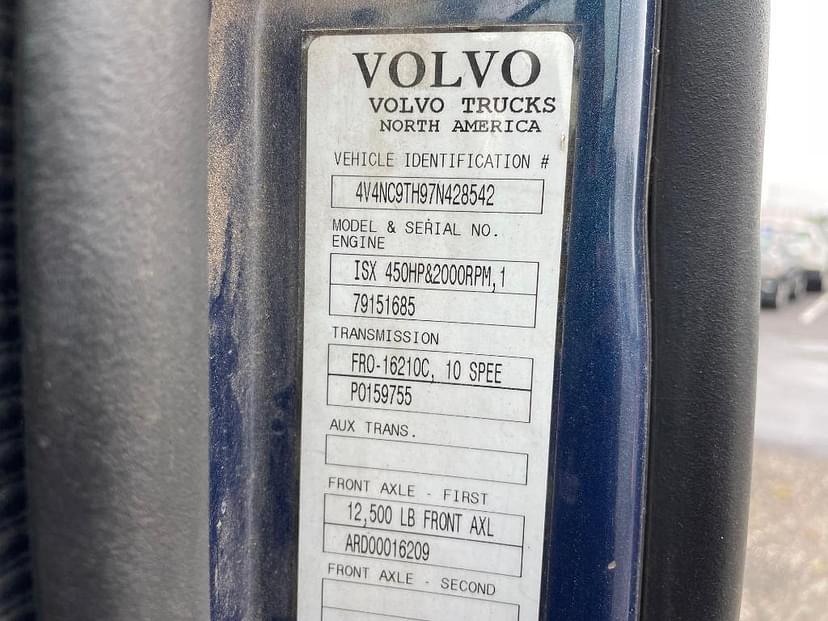 VOLVO
VOLVO TRUCKS
NORTH AMERICA
VEHICLE IDENTIFICATION #
4V4NC9TH97N428542
MODEL & SERIAL NO.
ENGINE
ISX 450HP&2000RPM,1
79151685
TRANSMISSION
FRO-16210C, 10 SPEE
PO159755
AUX TRANS.
FRONT AXLE - FIRST
12,500 LB FRONT AXL
ARD00016209
FRONT AXLE - SECOND